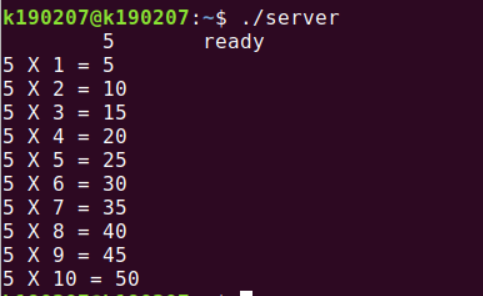 k190207@k190207:~$ ./server
5 ready
5 X 1 = 5
5 X 2 = 10
5 X 3 = 15
5 X 4 = 20
5 X 5 = 25
5 X 6 = 30
5 X 7 = 35
5 X 8 = 40
5 X 9 = 45
5 X 10 = 50